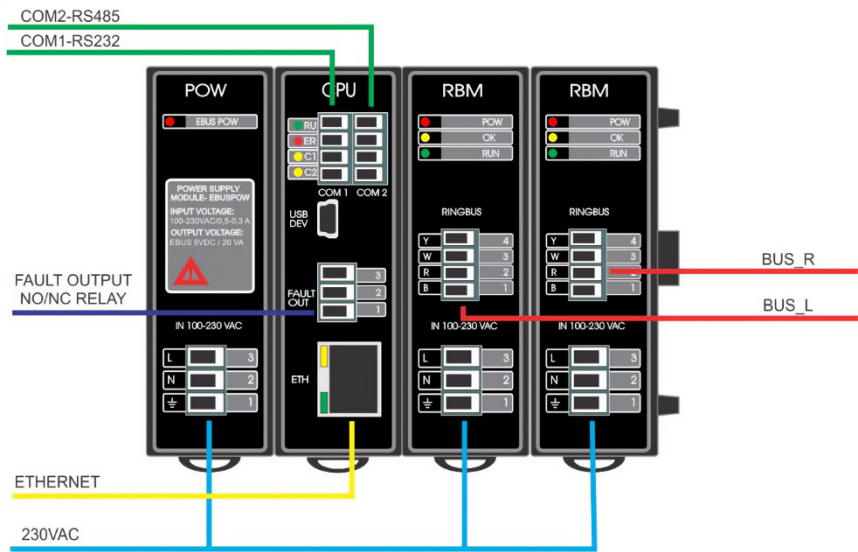 COM2-RS485
COM1-RS232
POW
EBUS POW
POWER SUPPLY
MODULE- EBUSPOW
INPUT VOLTAGE:
100-230VAC/0,5-0,3 A
OUTPUT VOLTAGE:
EBUS 8VDC / 20 VA
IN 100-230 VAC
L 3
N 2
1
CPU
RU
ER
C1
C2
COM 1 COM 2
USB
DEV
FAULT
OUT
3
2
1
ETH
RBM
POW
OK
RUN
RINGBUS
Y 4
W 3
R 2
B 1
IN 100-230 VAC
L 3
N 2
1
RBM
POW
OK
RUN
RINGBUS
Y 4
W 3
R 2
B 1
IN 100-230 VAC
L 3
N 2
1
BUS_R
BUS_L
FAULT OUTPUT
NO/NC RELAY
ETHERNET
230VAC